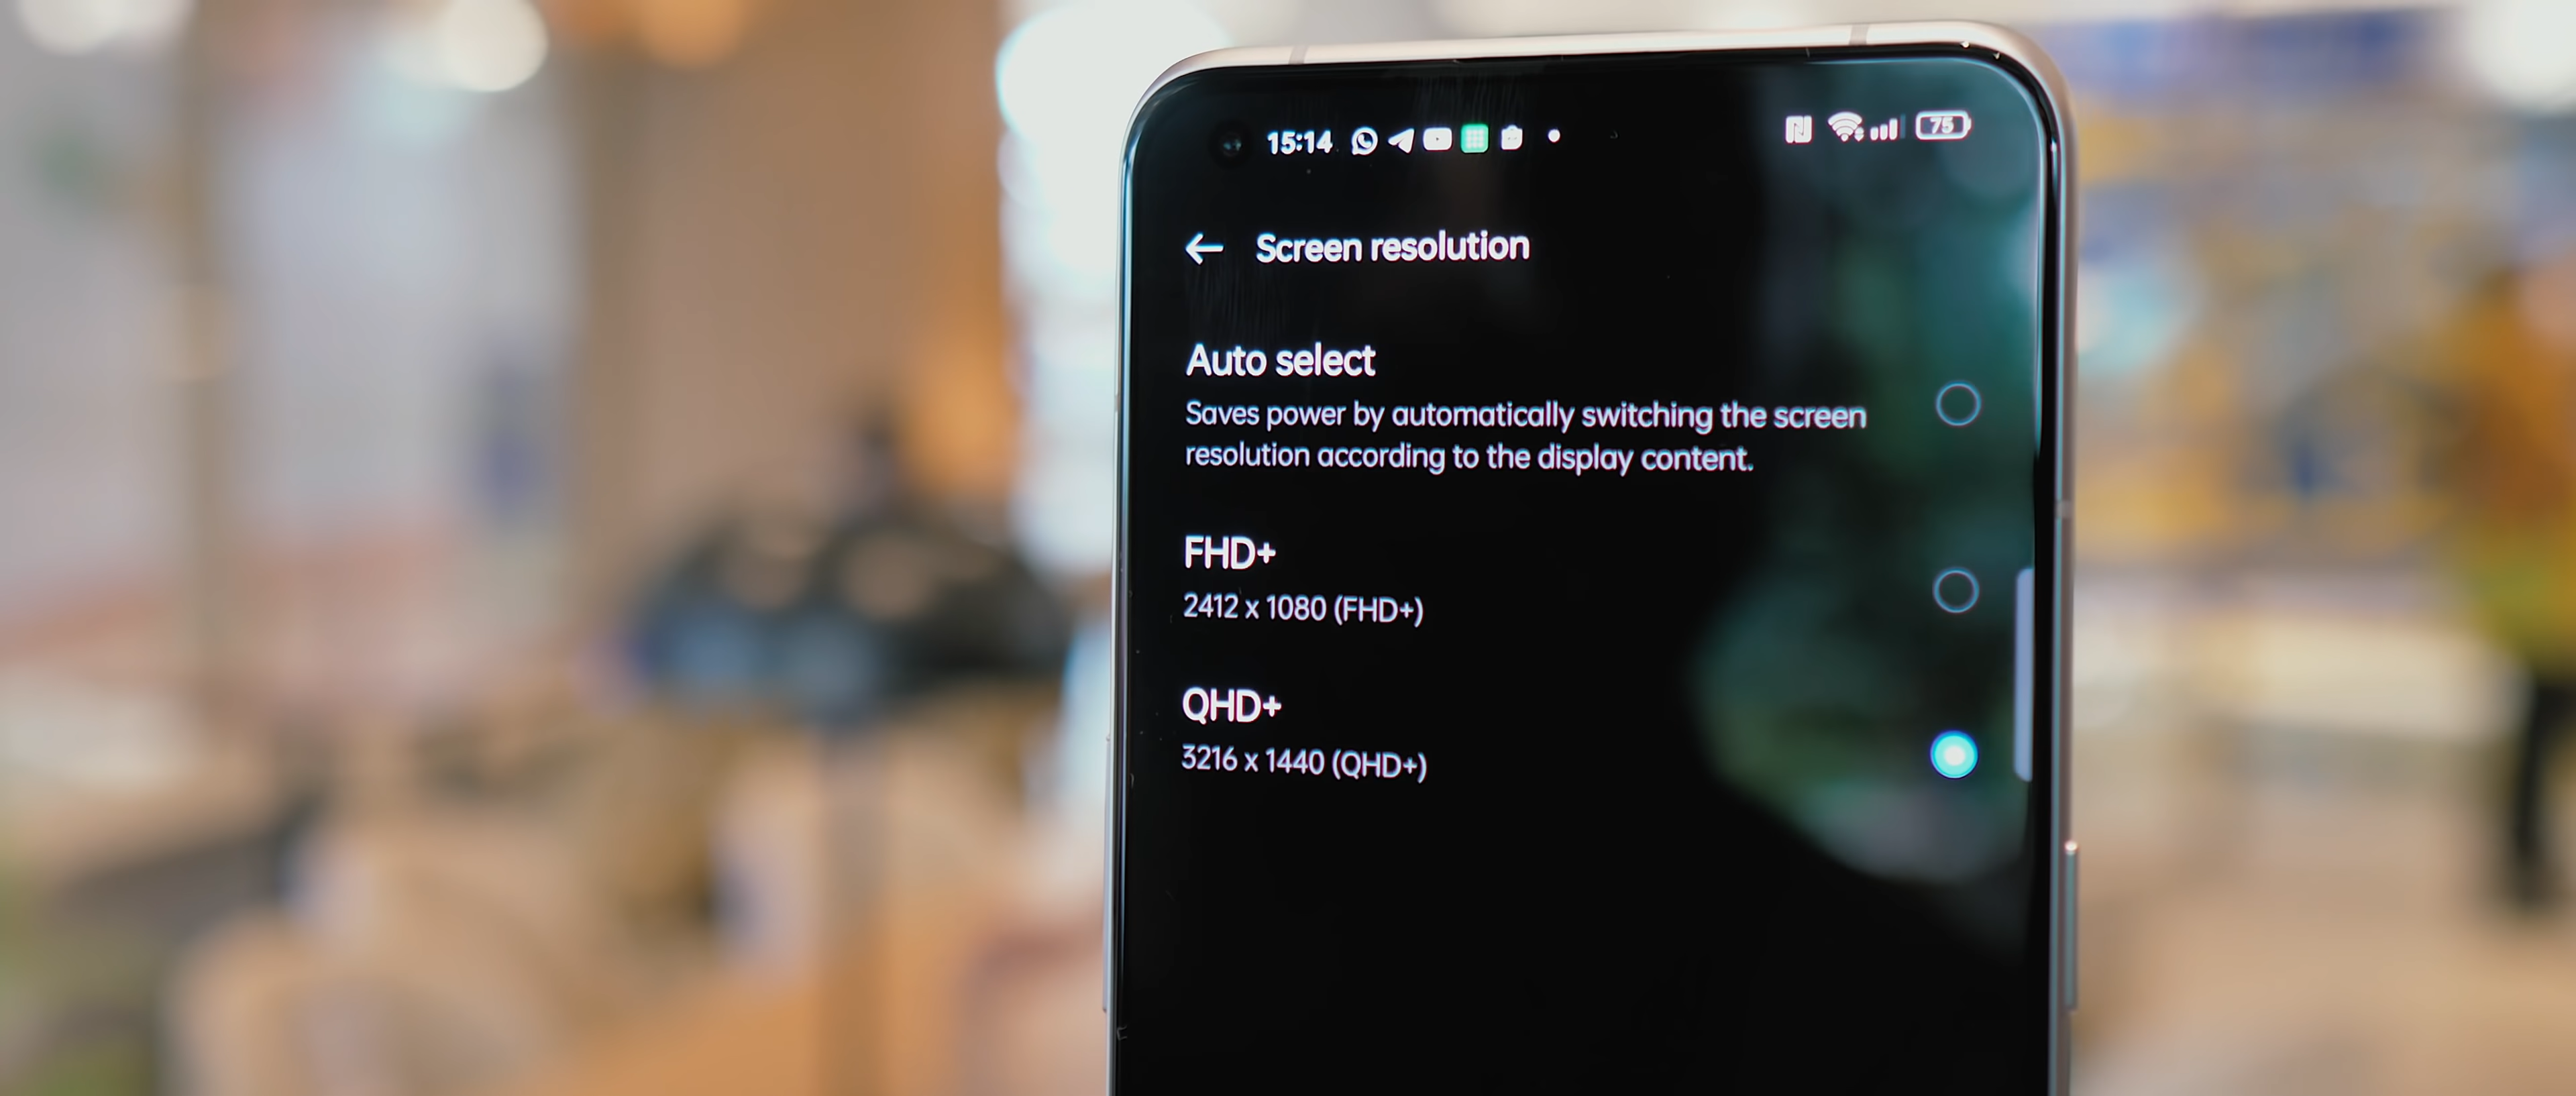 15:14 75
Screen resolution
Auto select
Saves power by automatically switching the screen
resolution according to the display content.
FHD+
2412 x 1080 (FHD+)
QHD+
3216 x 1440 (QHD+)